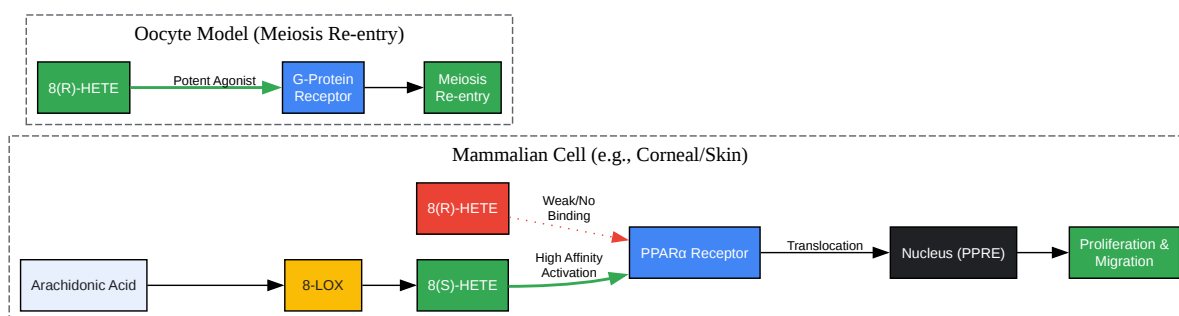 Oocyte Model (Meiosis Re-entry)
8(R)-HETE
Potent Agonist
G-Protein
Receptor
Meiosis
Re-entry
Mammalian Cell (e.g., Corneal/Skin)
8(R)-HETE
Weak/No
Binding
Arachidonic Acid
8-LOX
8(S)-HETE
High Affinity
Activation
PPARα Receptor
Translocation
Nucleus (PPRE)
Proliferation &
Migration